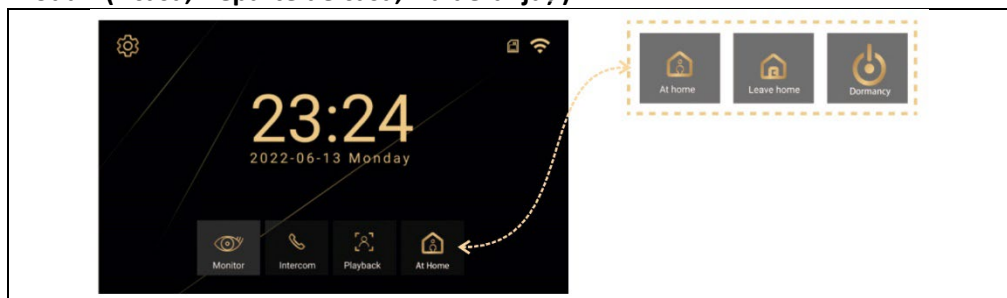 23:24
2022-06-13 Monday
Monitor
Intercom
Playback
At Home
At home
Leave home
Dormancy